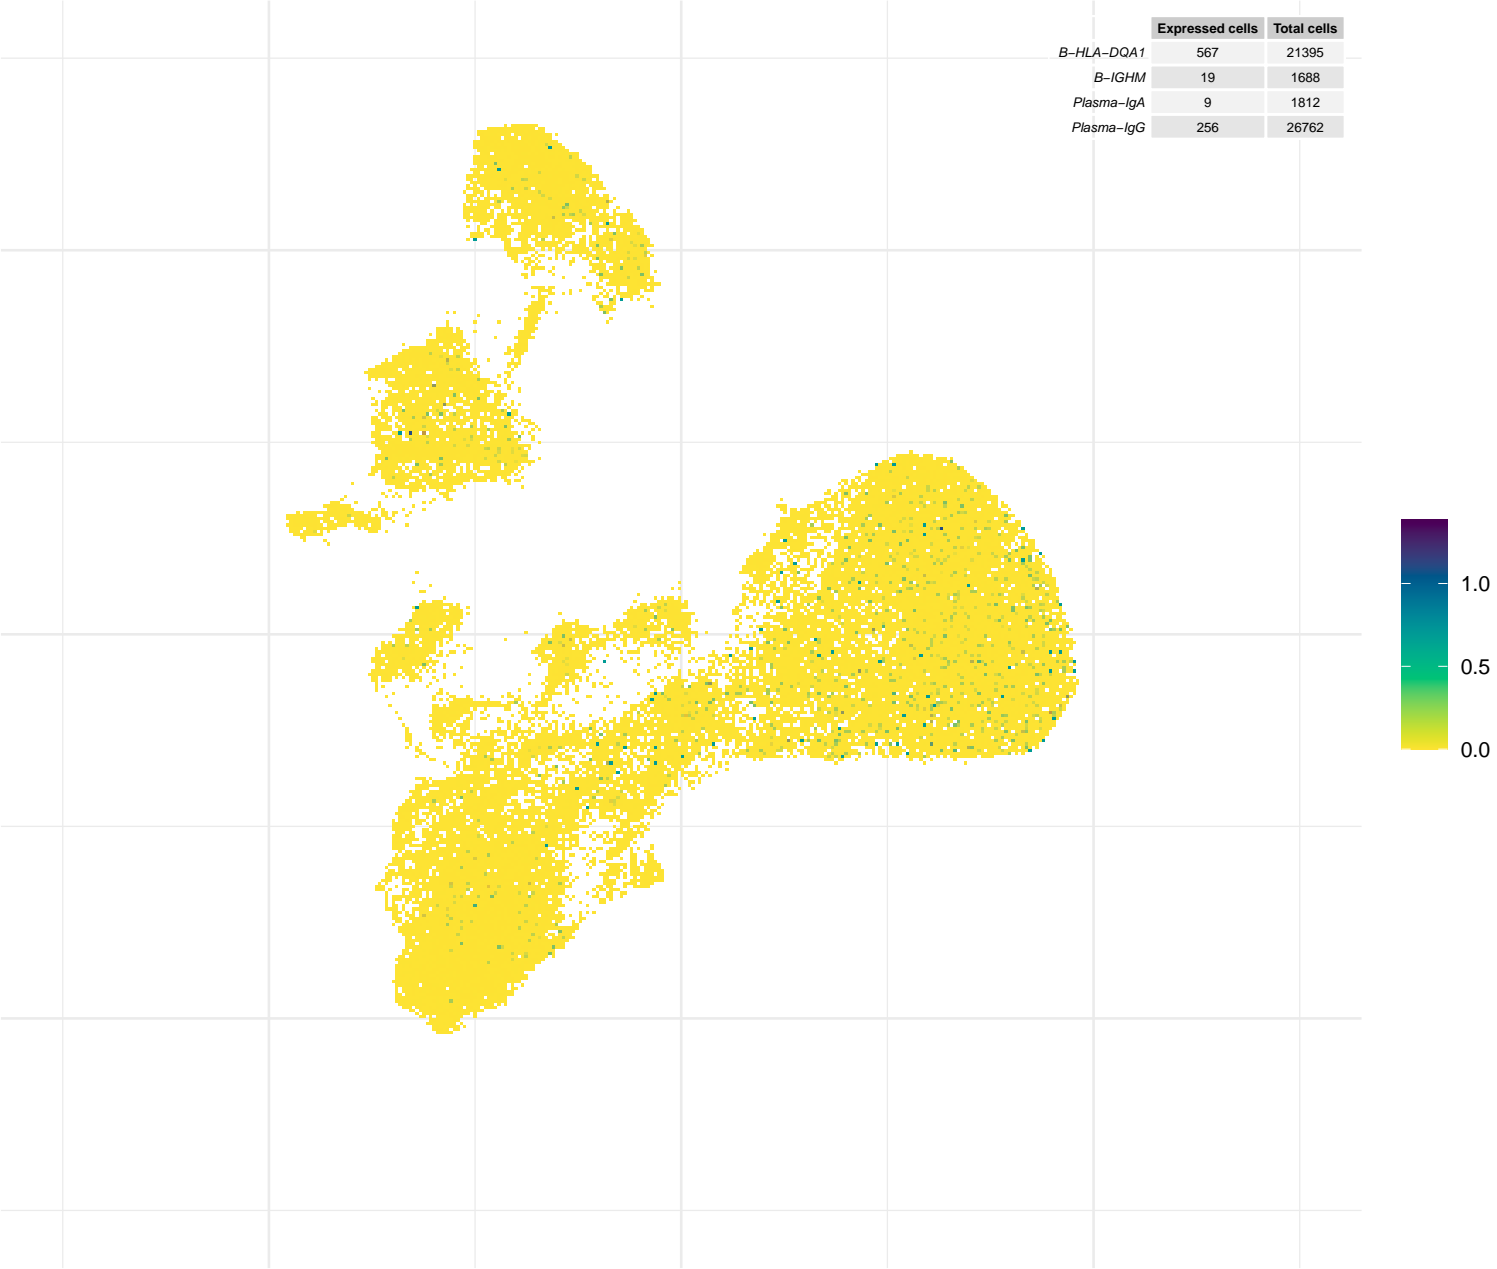 Expressed cells Total cells
B−HLA−DQA1 567 21395
B−IGHM 19 1688
Plasma−IgA 9 1812
Plasma−IgG 256 26762
1.0
0.5
0.0